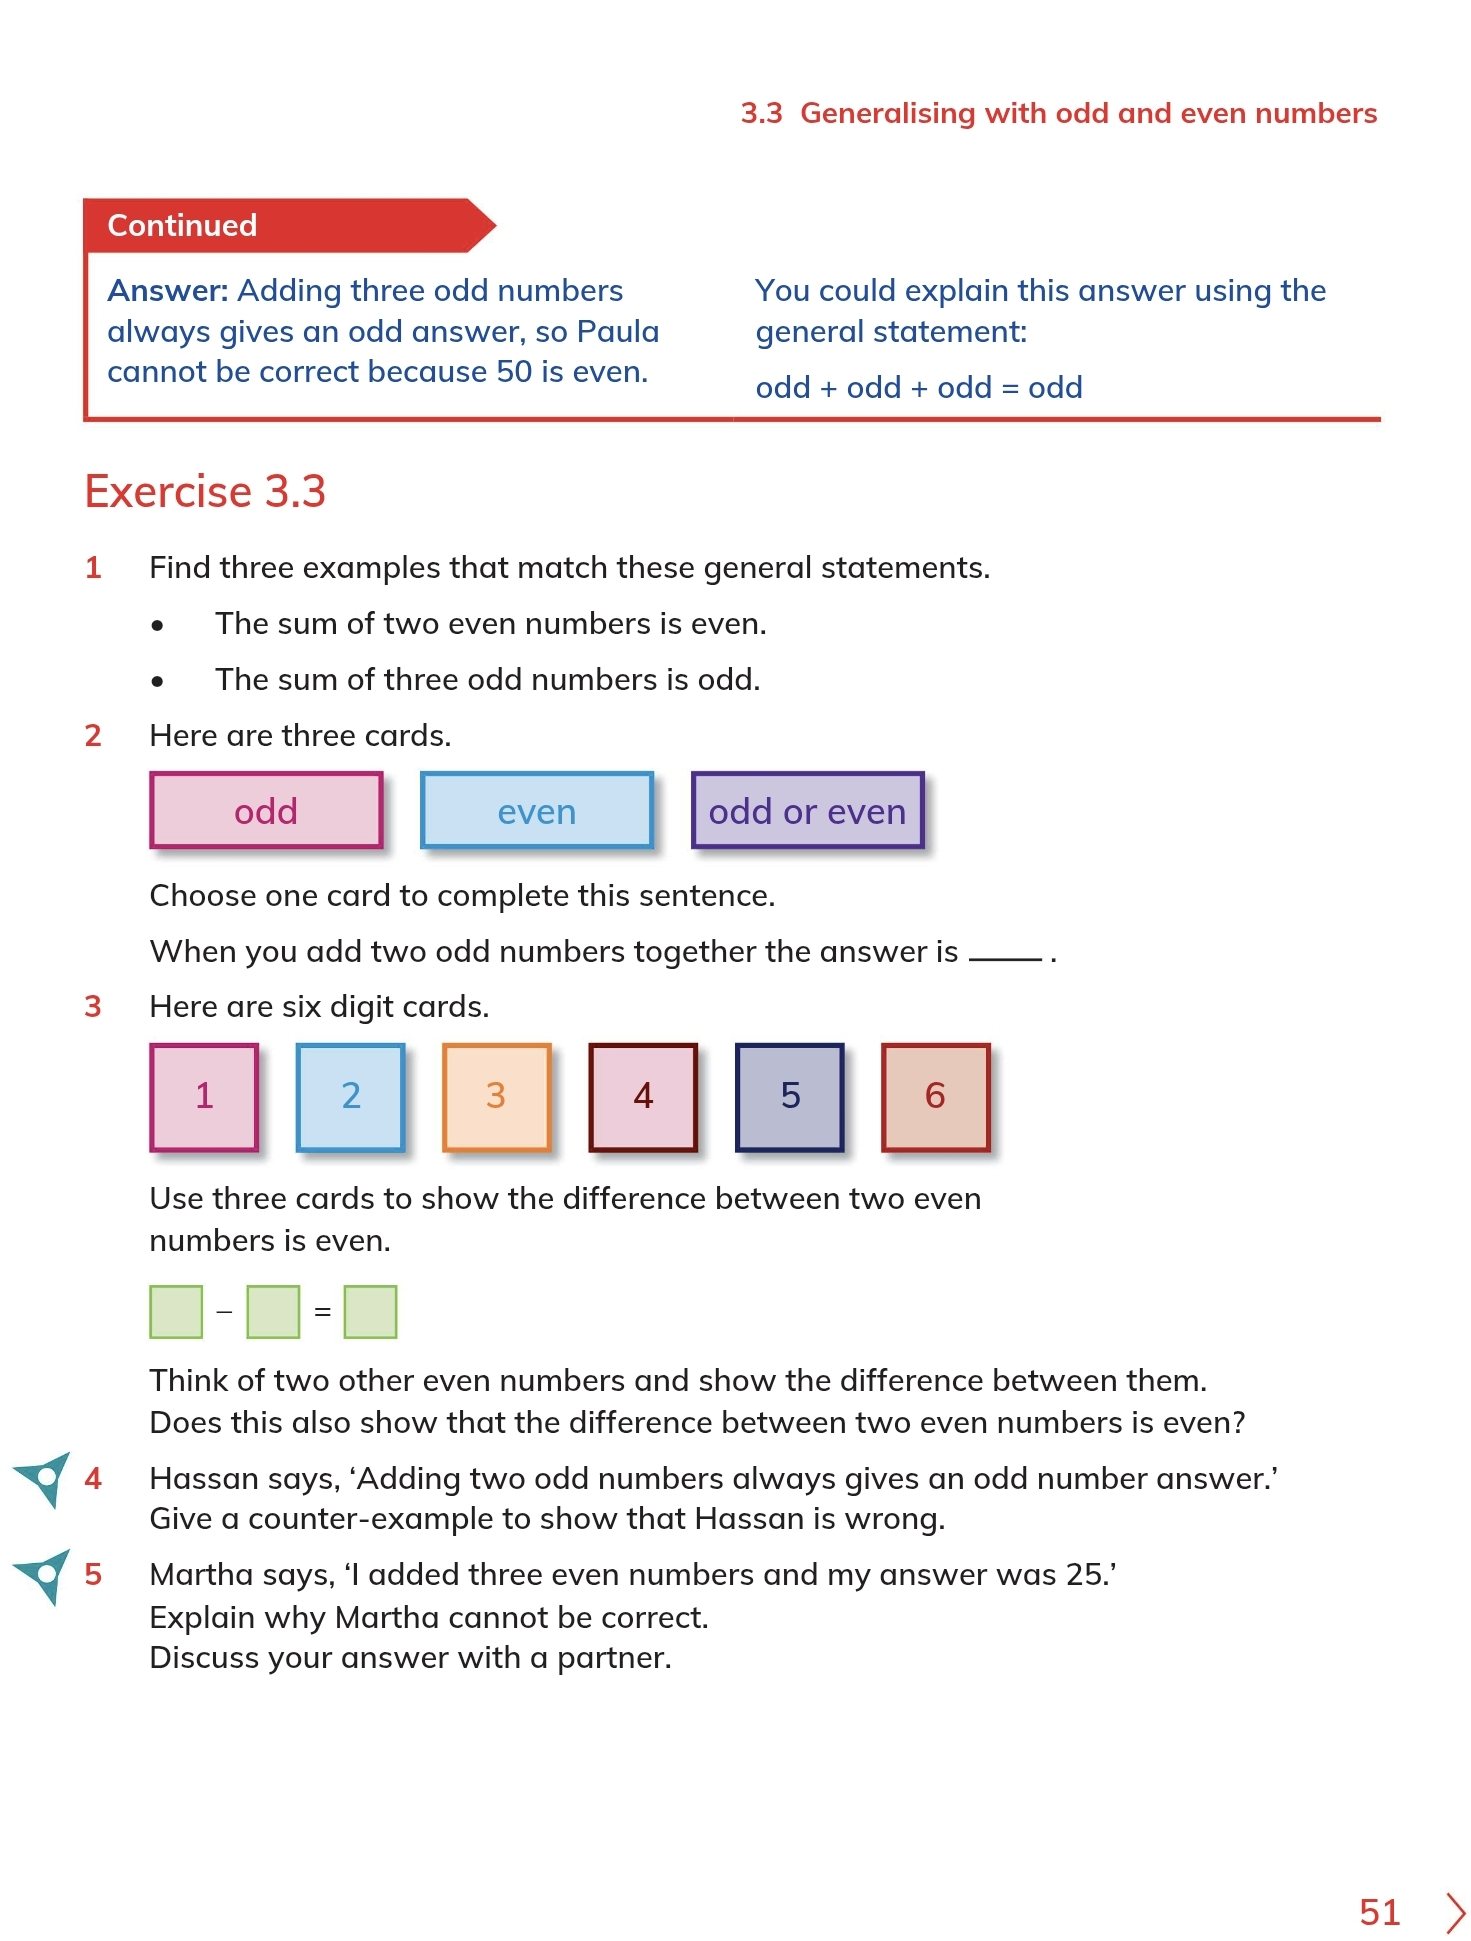 3.3 Generalising with odd and even numbers
Continued
Answer: Adding three odd numbers
always gives an odd answer, so Paula
cannot be correct because 50 is even.
You could explain this answer using the
general statement:
odd + odd + odd = odd
Exercise 3.3
1 Find three examples that match these general statements.
• The sum of two even numbers is even.
• The sum of three odd numbers is odd.
2 Here are three cards.
odd even odd or even
Choose one card to complete this sentence.
When you add two odd numbers together the answer is ____ .
3 Here are six digit cards.
1 2 3 4 5 6
Use three cards to show the difference between two even
numbers is even.
– =
Think of two other even numbers and show the difference between them.
Does this also show that the difference between two even numbers is even?
4 Hassan says, ‘Adding two odd numbers always gives an odd number answer.’
Give a counter-example to show that Hassan is wrong.
5 Martha says, ‘I added three even numbers and my answer was 25.’
Explain why Martha cannot be correct.
Discuss your answer with a partner.
51